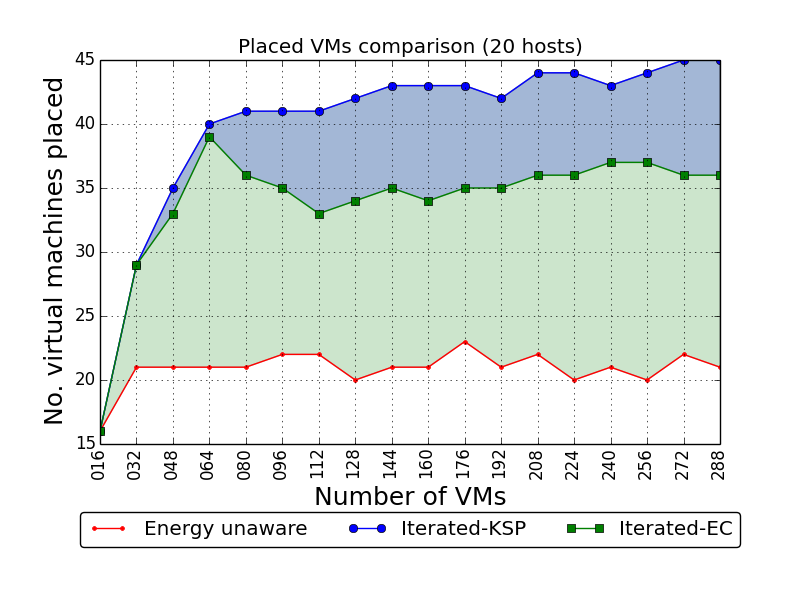 Placed VMs comparison (20 hosts)
No. virtual machines placed
45
40
35
30
25
20
15
016 032 048 064 080 096 112 128 144 160 176 192 208 224 240 256 272 288
Number of VMs
Energy unaware Iterated-KSP Iterated-EC